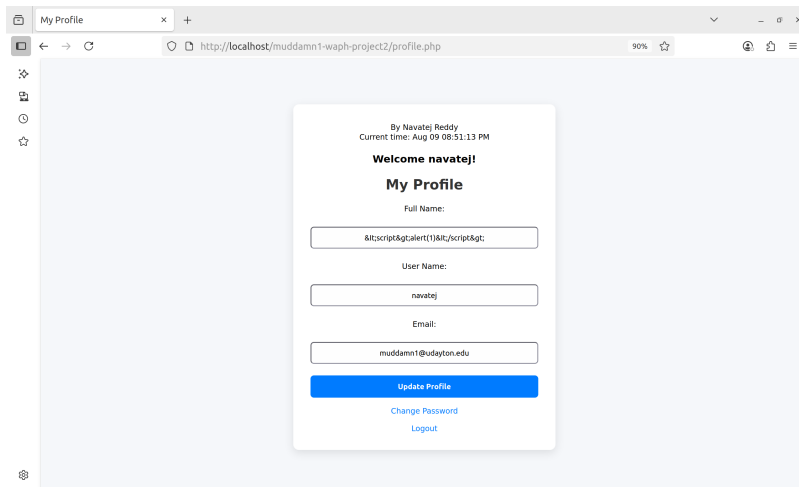 My Profile
http://localhost/muddamn1-waph-project2/profile.php
90%
By Navatej Reddy
Current time: Aug 09 08:51:13 PM
Welcome navatej!
My Profile
Full Name:
&lt;script&gt;alert(1)&lt;/script&gt;
User Name:
navatej
Email:
muddamn1@udayton.edu
Update Profile
Change Password
Logout